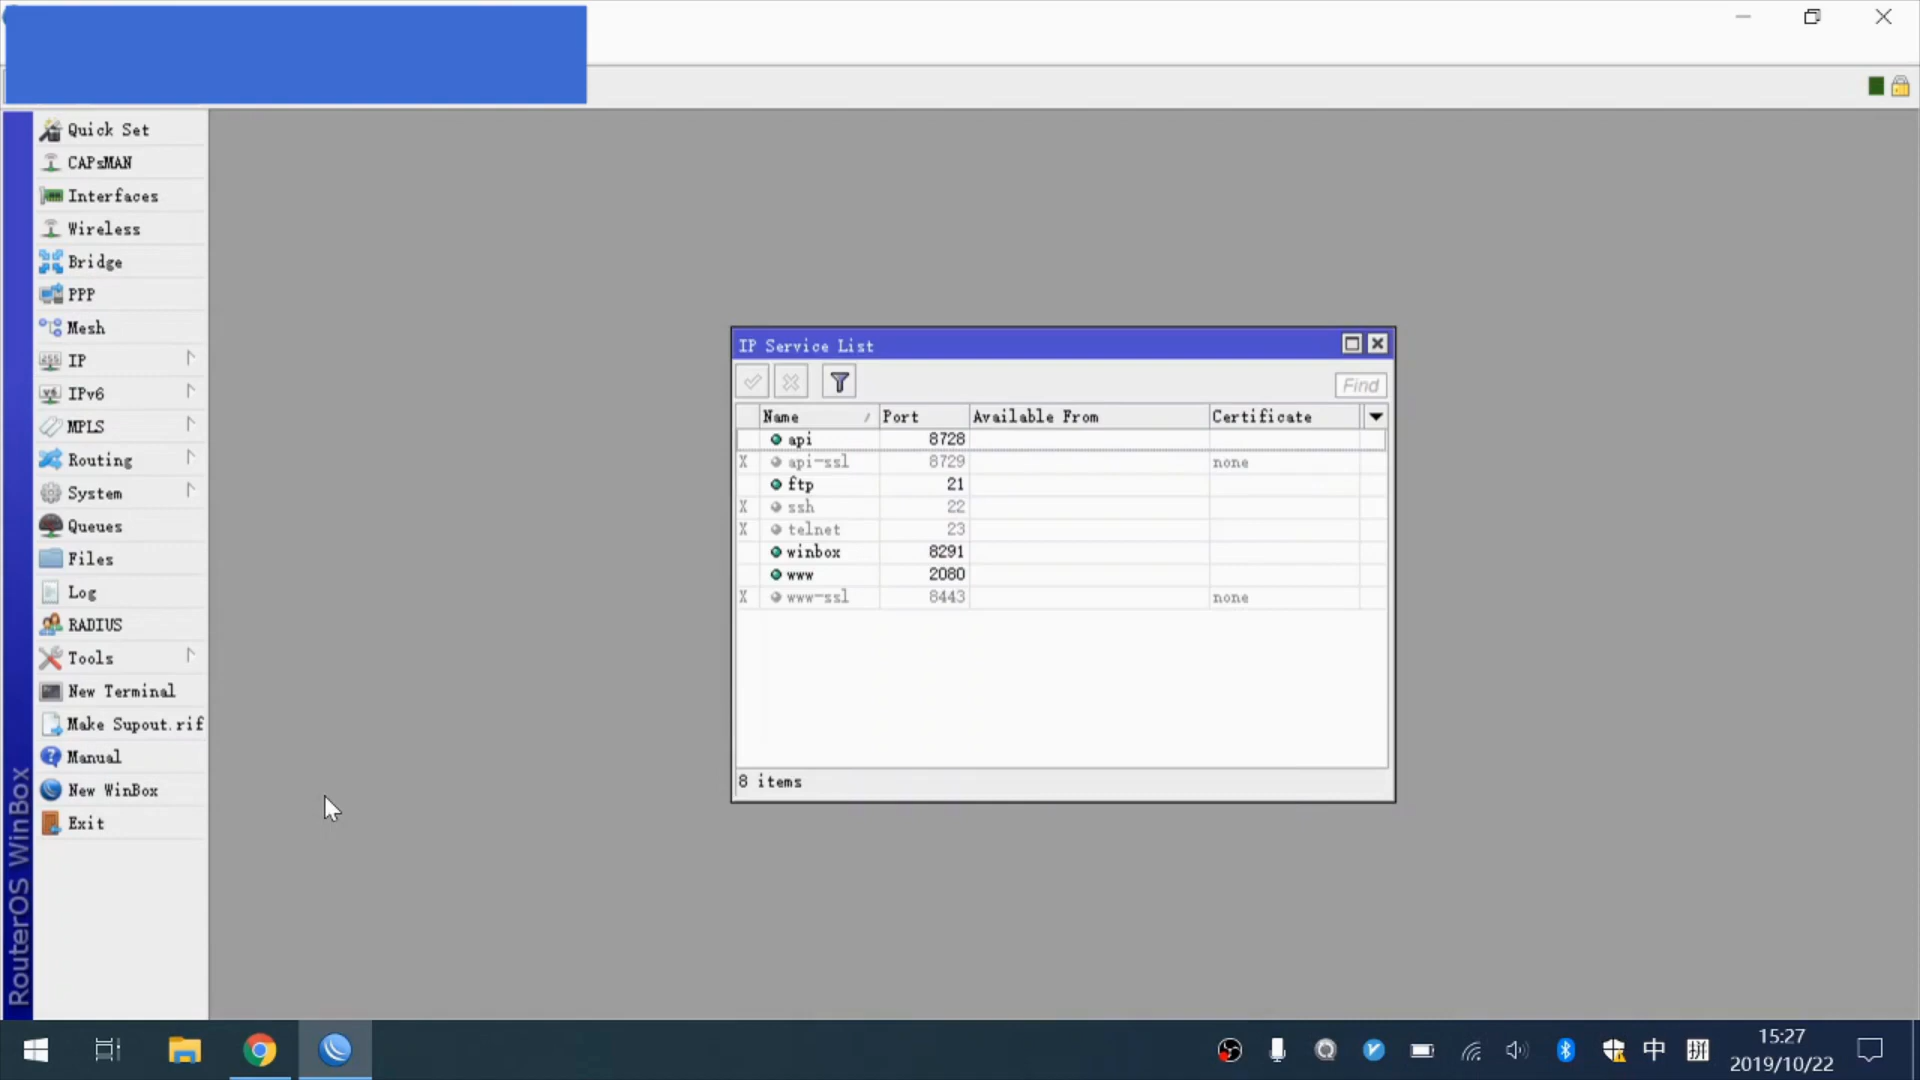 Quick Set
CAPsMAN
Interfaces
Wireless
Bridge
PPP
Mesh
IP
IPv6
MPLS
Routing
System
Queues
Files
Log
RADIUS
Tools
New Terminal
Make Supout.rif
Manual
New WinBox
Exit
RouterOS WinBox
IP Service List
Find
Name Port Available From Certificate
api 8728
X api-ssl 8729 none
ftp 21
X ssh 22
X telnet 23
winbox 8291
www 2080
X www-ssl 8443 none
8 items
中 拼
15:27
2019/10/22